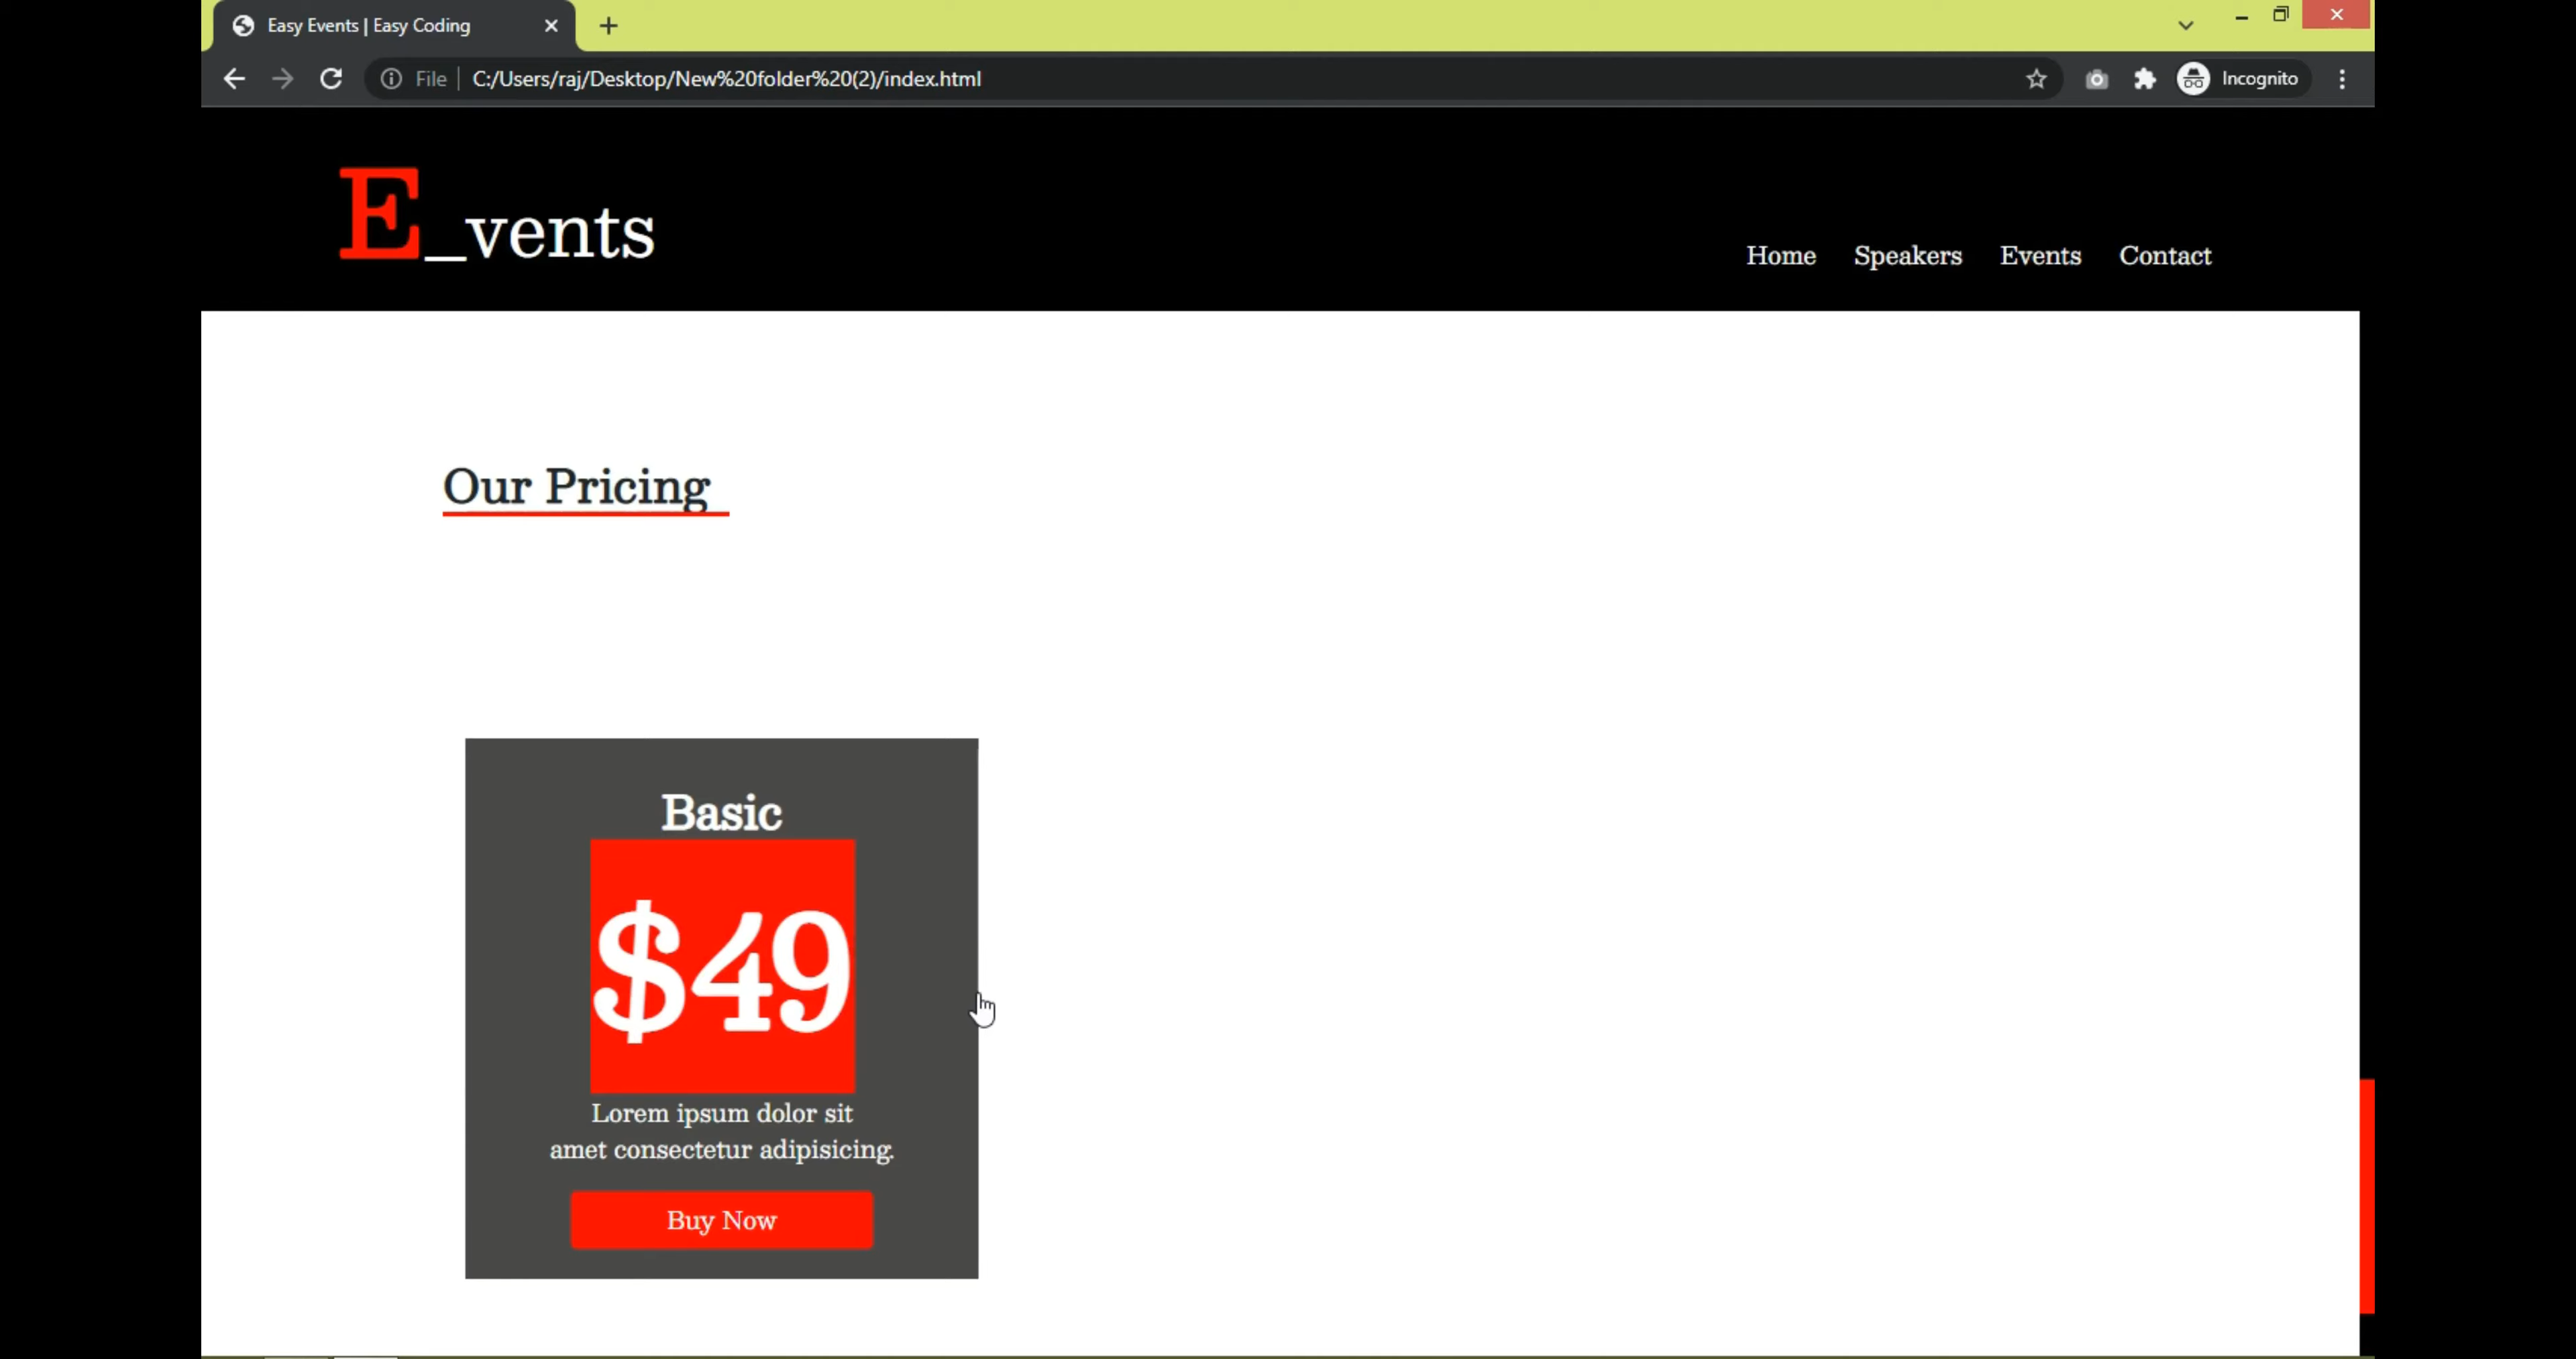 Easy Events | Easy Coding
File C:/Users/raj/Desktop/New%20folder%20(2)/index.html
Incognito
E_vents
Home Speakers Events Contact
Our Pricing
Basic
$49
Lorem ipsum dolor sit
amet consectetur adipisicing.
Buy Now